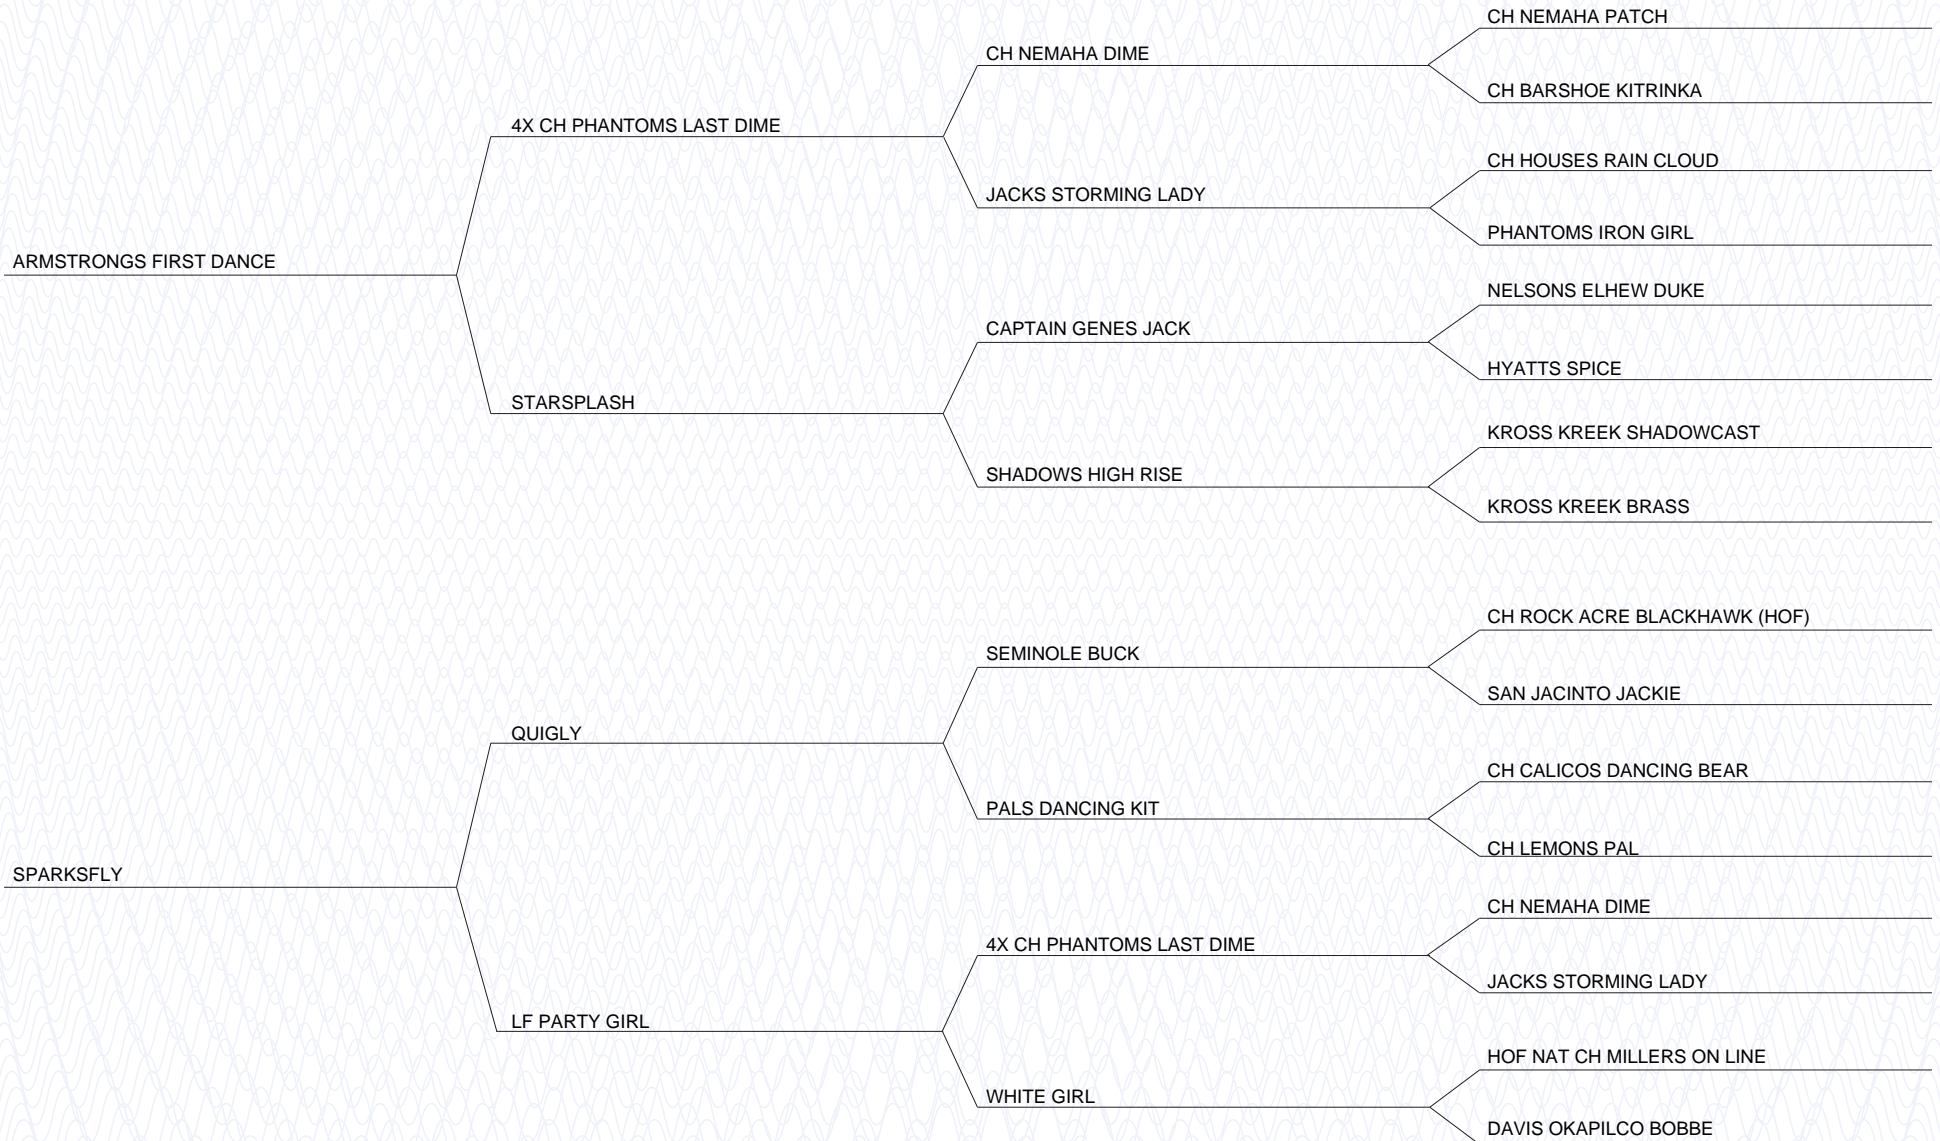 CH NEMAHA PATCH
CH NEMAHA DIME
CH BARSHOE KITRINKA
4X CH PHANTOMS LAST DIME
CH HOUSES RAIN CLOUD
JACKS STORMING LADY
PHANTOMS IRON GIRL
ARMSTRONGS FIRST DANCE
NELSONS ELHEW DUKE
CAPTAIN GENES JACK
HYATTS SPICE
STARSPLASH
KROSS KREEK SHADOWCAST
SHADOWS HIGH RISE
KROSS KREEK BRASS
CH ROCK ACRE BLACKHAWK (HOF)
SEMINOLE BUCK
SAN JACINTO JACKIE
QUIGLY
CH CALICOS DANCING BEAR
PALS DANCING KIT
CH LEMONS PAL
SPARKSFLY
CH NEMAHA DIME
4X CH PHANTOMS LAST DIME
JACKS STORMING LADY
LF PARTY GIRL
HOF NAT CH MILLERS ON LINE
WHITE GIRL
DAVIS OKAPILCO BOBBE